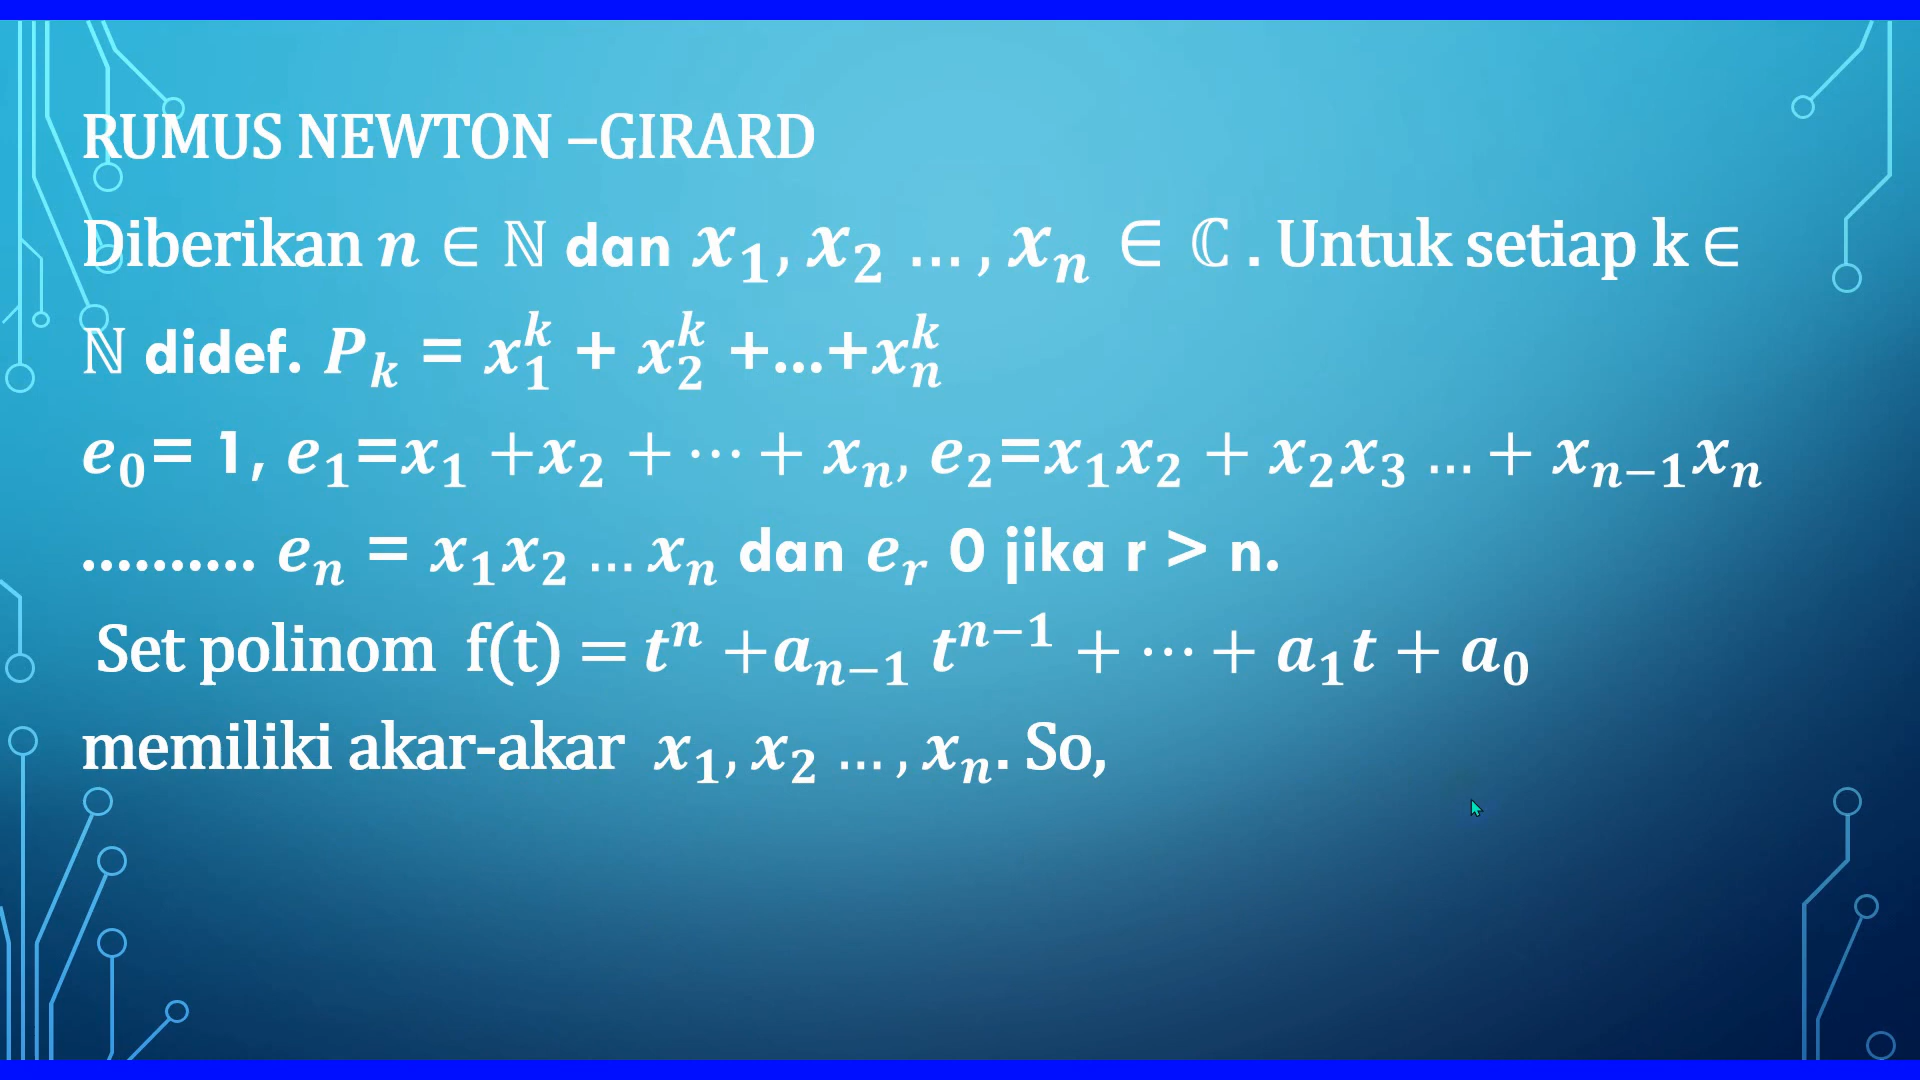 RUMUS NEWTON –GIRARD
Diberikan n ∈ ℕ dan x₁, x₂ …, xₙ ∈ ℂ . Untuk setiap k ∈
ℕ didef. Pₖ = x₁ᵏ + x₂ᵏ +...+xₙᵏ
e₀= 1, e₁=x₁ +x₂ + ⋯ + xₙ, e₂=x₁x₂ + x₂x₃ … + xₙ₋₁xₙ
.......... eₙ = x₁x₂ … xₙ dan eᵣ 0 jika r > n.
Set polinom f(t) = tⁿ +aₙ₋₁ tⁿ⁻¹ + ⋯ + a₁t + a₀
memiliki akar-akar x₁, x₂ …, xₙ. So,